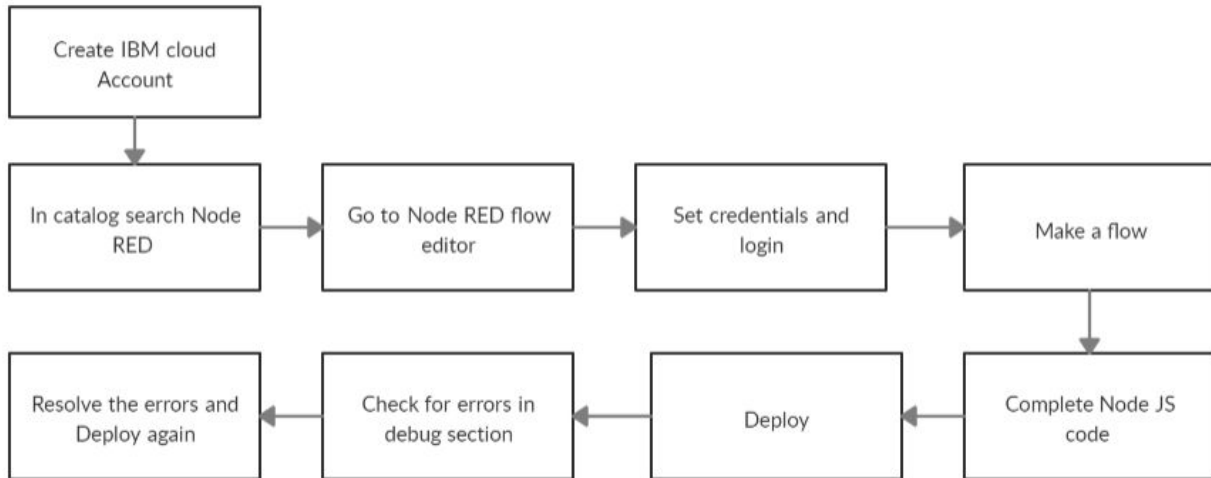 Create IBM cloud
Account
In catalog search Node
RED
Go to Node RED flow
editor
Set credentials and
login
Make a flow
Complete Node JS
code
Deploy
Check for errors in
debug section
Resolve the errors and
Deploy again